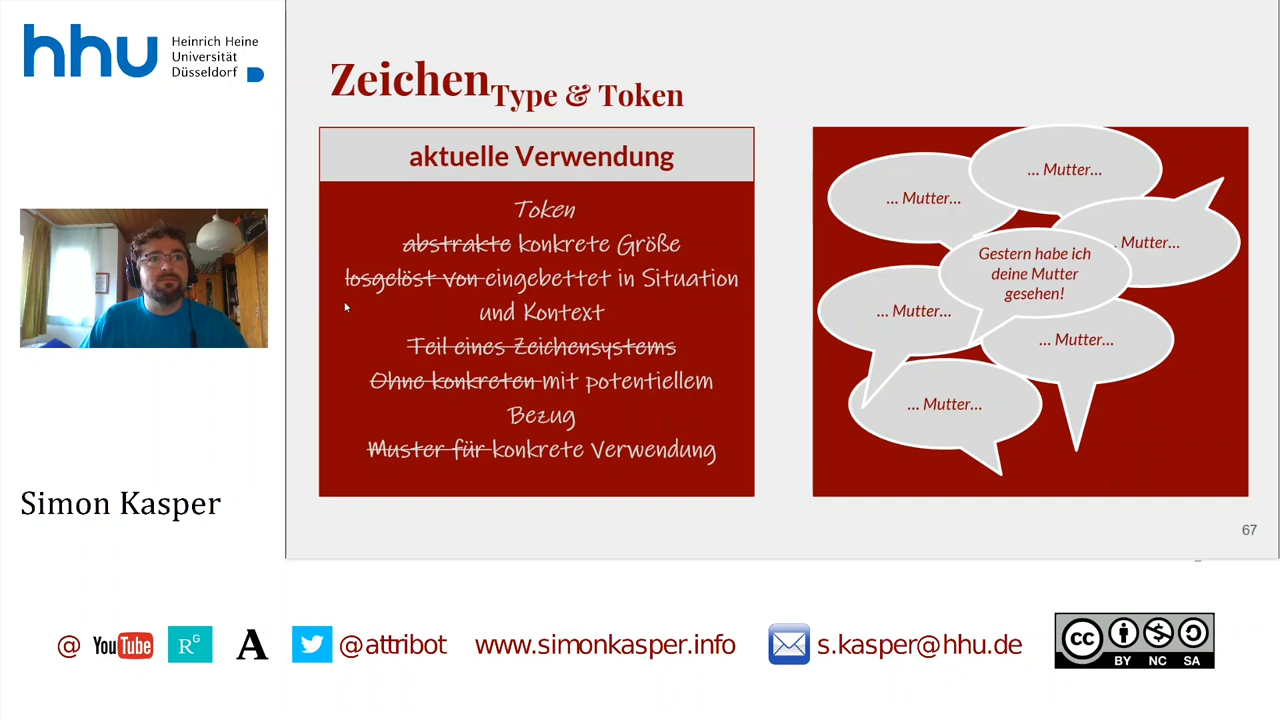 hhu
Heinrich Heine
Universität
Düsseldorf
Zeichen Type & Token
aktuelle Verwendung
Token
abstrakte konkrete Größe
losgelöst von eingebettet in Situation
und Kontext
Teil eines Zeichensystems
Ohne konkreten mit potentiellem
Bezug
Muster für konkrete Verwendung
... Mutter...
... Mutter...
. Mutter...
Gestern habe ich
deine Mutter
gesehen!
... Mutter...
... Mutter...
... Mutter...
67
Simon Kasper
@ YouTube RG A @attribot www.simonkasper.info s.kasper@hhu.de
cc BY NC SA